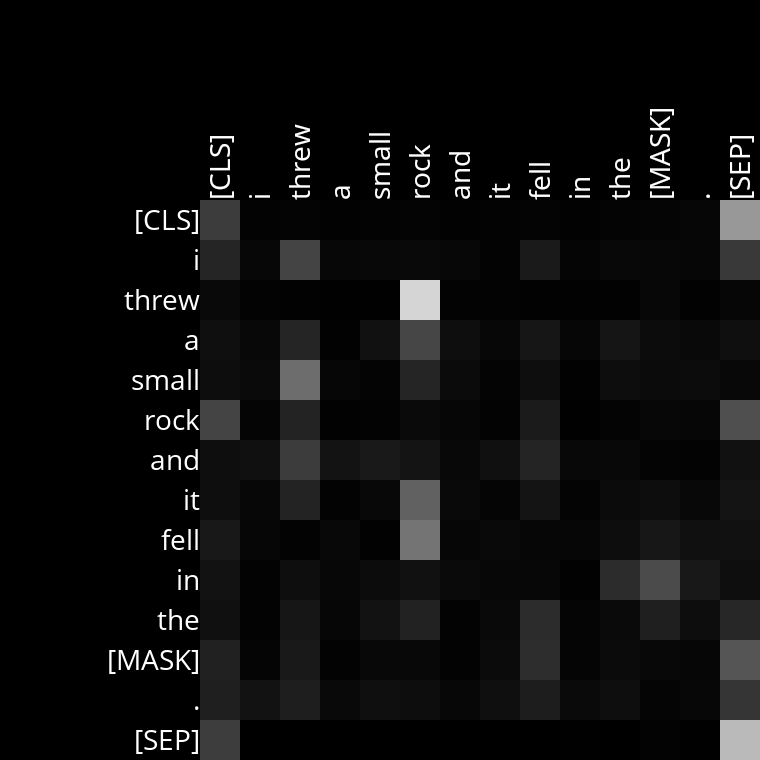 [CLS] i threw a small rock and it fell in the [MASK] . [SEP]
[CLS]
i
threw
a
small
rock
and
it
fell
in
the
[MASK]
.
[SEP]